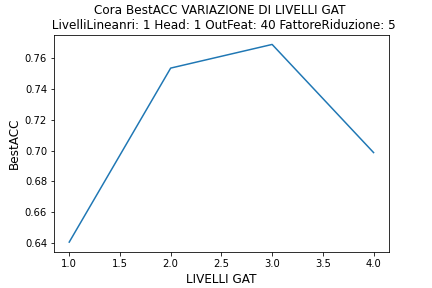 Cora BestACC VARIAZIONE DI LIVELLI GAT
LivelliLineanri: 1 Head: 1 OutFeat: 40 FattoreRiduzione: 5
0.76
0.74
0.72
0.70
0.68
0.66
0.64
BestACC
1.0 1.5 2.0 2.5 3.0 3.5 4.0
LIVELLI GAT